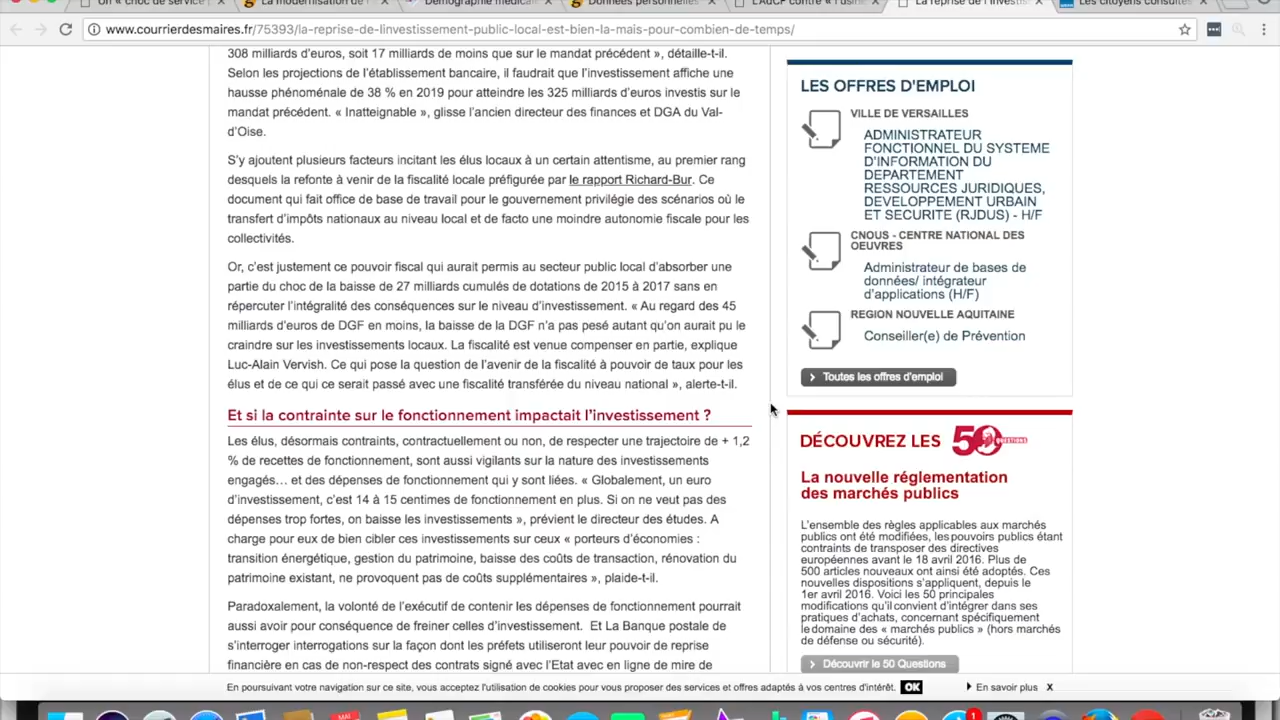 Un « choc de service p
La modernisation de l
Démographie médicale
Données personnelles
L'AdCF contre « l'usine
La reprise de l'investiss
Les citoyens consultés
www.courrierdesmaires.fr/75393/la-reprise-de-linvestissement-public-local-est-bien-la-mais-pour-combien-de-temps/
308 milliards d'euros, soit 17 milliards de moins que sur le mandat précédent », détaille-t-il.
Selon les projections de l'établissement bancaire, il faudrait que l'investissement affiche une
hausse phénoménale de 38 % en 2019 pour atteindre les 325 milliards d'euros investis sur le
mandat précédent. « Inatteignable », glisse l'ancien directeur des finances et DGA du Val-
d'Oise.
S'y ajoutent plusieurs facteurs incitant les élus locaux à un certain attentisme, au premier rang
desquels la refonte à venir de la fiscalité locale préfigurée par le rapport Richard-Bur. Ce
document qui fait office de base de travail pour le gouvernement privilégie des scénarios où le
transfert d'impôts nationaux au niveau local et de facto une moindre autonomie fiscale pour les
collectivités.
Or, c'est justement ce pouvoir fiscal qui aurait permis au secteur public local d'absorber une
partie du choc de la baisse de 27 milliards cumulés de dotations de 2015 à 2017 sans en
répercuter l'intégralité des conséquences sur le niveau d'investissement. « Au regard des 45
milliards d'euros de DGF en moins, la baisse de la DGF n'a pas pesé autant qu'on aurait pu le
craindre sur les investissements locaux. La fiscalité est venue compenser en partie, explique
Luc-Alain Vervish. Ce qui pose la question de l'avenir de la fiscalité à pouvoir de taux pour les
élus et de ce qui ce serait passé avec une fiscalité transférée du niveau national », alerte-t-il.
Et si la contrainte sur le fonctionnement impactait l'investissement ?
Les élus, désormais contraints, contractuellement ou non, de respecter une trajectoire de + 1,2
% de recettes de fonctionnement, sont aussi vigilants sur la nature des investissements
engagés… et des dépenses de fonctionnement qui y sont liées. « Globalement, un euro
d'investissement, c'est 14 à 15 centimes de fonctionnement en plus. Si on ne veut pas des
dépenses trop fortes, on baisse les investissements », prévient le directeur des études. A
charge pour eux de bien cibler ces investissements sur ceux « porteurs d'économies :
transition énergétique, gestion du patrimoine, baisse des coûts de transaction, rénovation du
patrimoine existant, ne provoquent pas de coûts supplémentaires », plaide-t-il.
Paradoxalement, la volonté de l'exécutif de contenir les dépenses de fonctionnement pourrait
aussi avoir pour conséquence de freiner celles d'investissement. Et La Banque postale de
s'interroger interrogations sur la façon dont les préfets utiliseront leur pouvoir de reprise
financière en cas de non-respect des contrats signé avec l'Etat avec en ligne de mire de
LES OFFRES D'EMPLOI
VILLE DE VERSAILLES
ADMINISTRATEUR
FONCTIONNEL DU SYSTEME
D'INFORMATION DU
DEPARTEMENT
RESSOURCES JURIDIQUES,
DEVELOPPEMENT URBAIN
ET SECURITE (RJDUS) - H/F
CNOUS - CENTRE NATIONAL DES
OEUVRES
Administrateur de bases de
données/ intégrateur
d'applications (H/F)
REGION NOUVELLE AQUITAINE
Conseiller(e) de Prévention
Toutes les offres d'emploi
DÉCOUVREZ LES 50 QUESTIONS
La nouvelle réglementation
des marchés publics
L'ensemble des règles applicables aux marchés
publics ont été modifiées, les pouvoirs publics étant
contraints de transposer des directives
européennes avant le 18 avril 2016. Plus de
500 articles nouveaux ont ainsi été adoptés. Ces
nouvelles dispositions s'appliquent, depuis le
1er avril 2016. Voici les 50 principales
modifications qu'il convient d'intégrer dans ses
pratiques d'achats, concernant spécifiquement
le domaine des « marchés publics » (hors marchés
de défense ou sécurité).
Découvrir le 50 Questions
En poursuivant votre navigation sur ce site, vous acceptez l'utilisation de cookies pour vous proposer des services et offres adaptés à vos centres d'intérêt. OK En savoir plus X
MAI
1